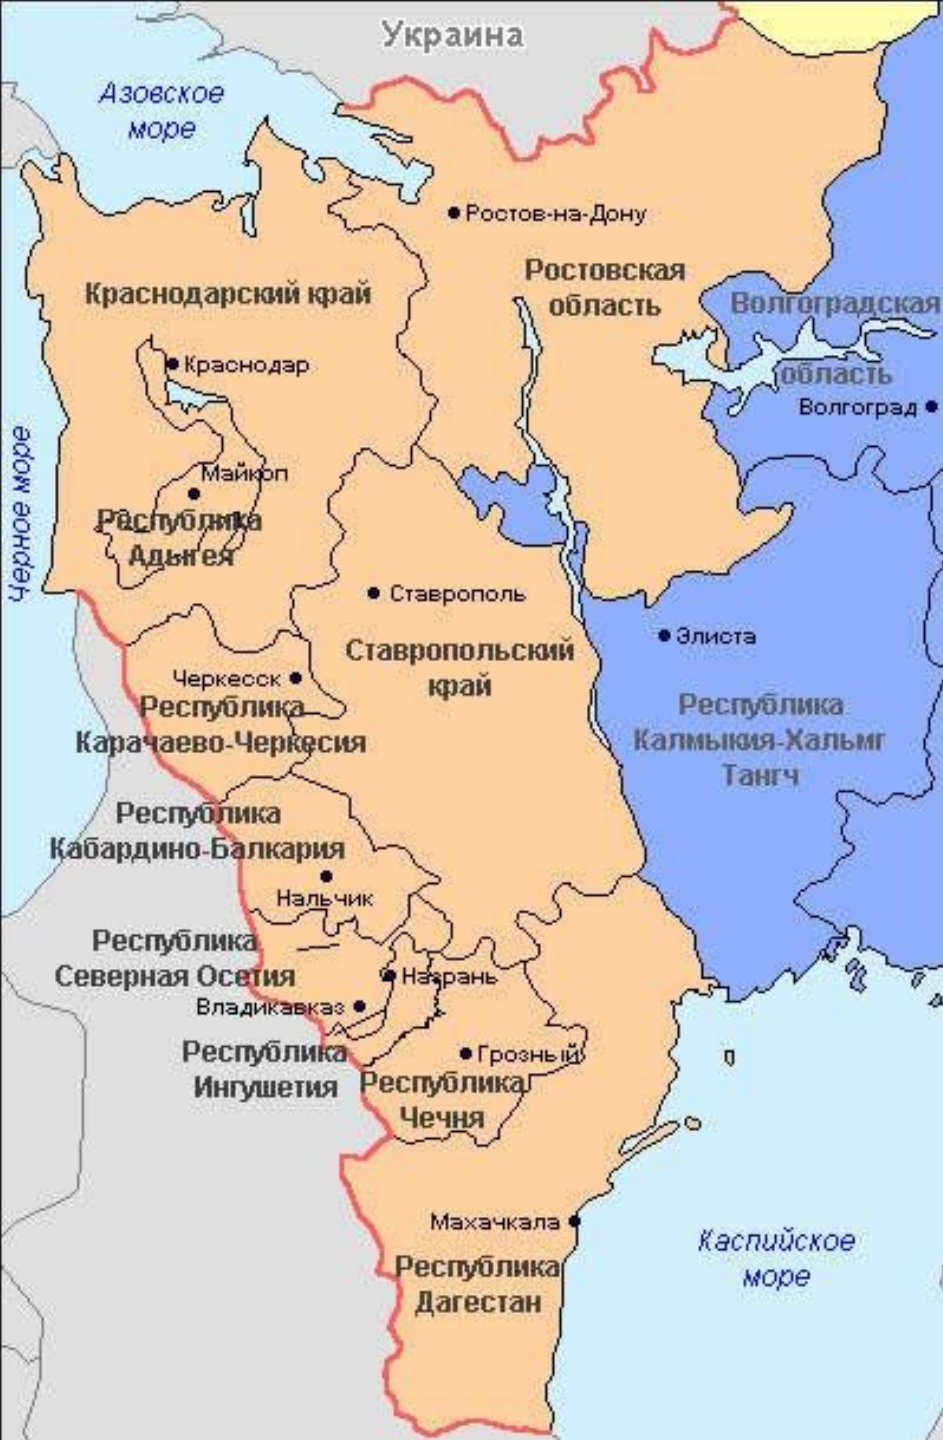 Украина
Азовское
море
Ростов-на-Дону
Ростовская
область
Краснодарский край
Волгоградская
область
Краснодар
Волгоград
Черное море
Майкоп
Республика
Адыгея
Ставрополь
Ставропольский
край
Элиста
Черкесск
Республика
Карачаево-Черкесия
Республика
Калмыкия-Хальмг
Тангч
Республика
Кабардино-Балкария
Нальчик
Республика
Северная Осетия
Назрань
Владикавказ
Республика
Ингушетия
Грозный
Республика
Чечня
Махачкала
Каспийское
море
Республика
Дагестан